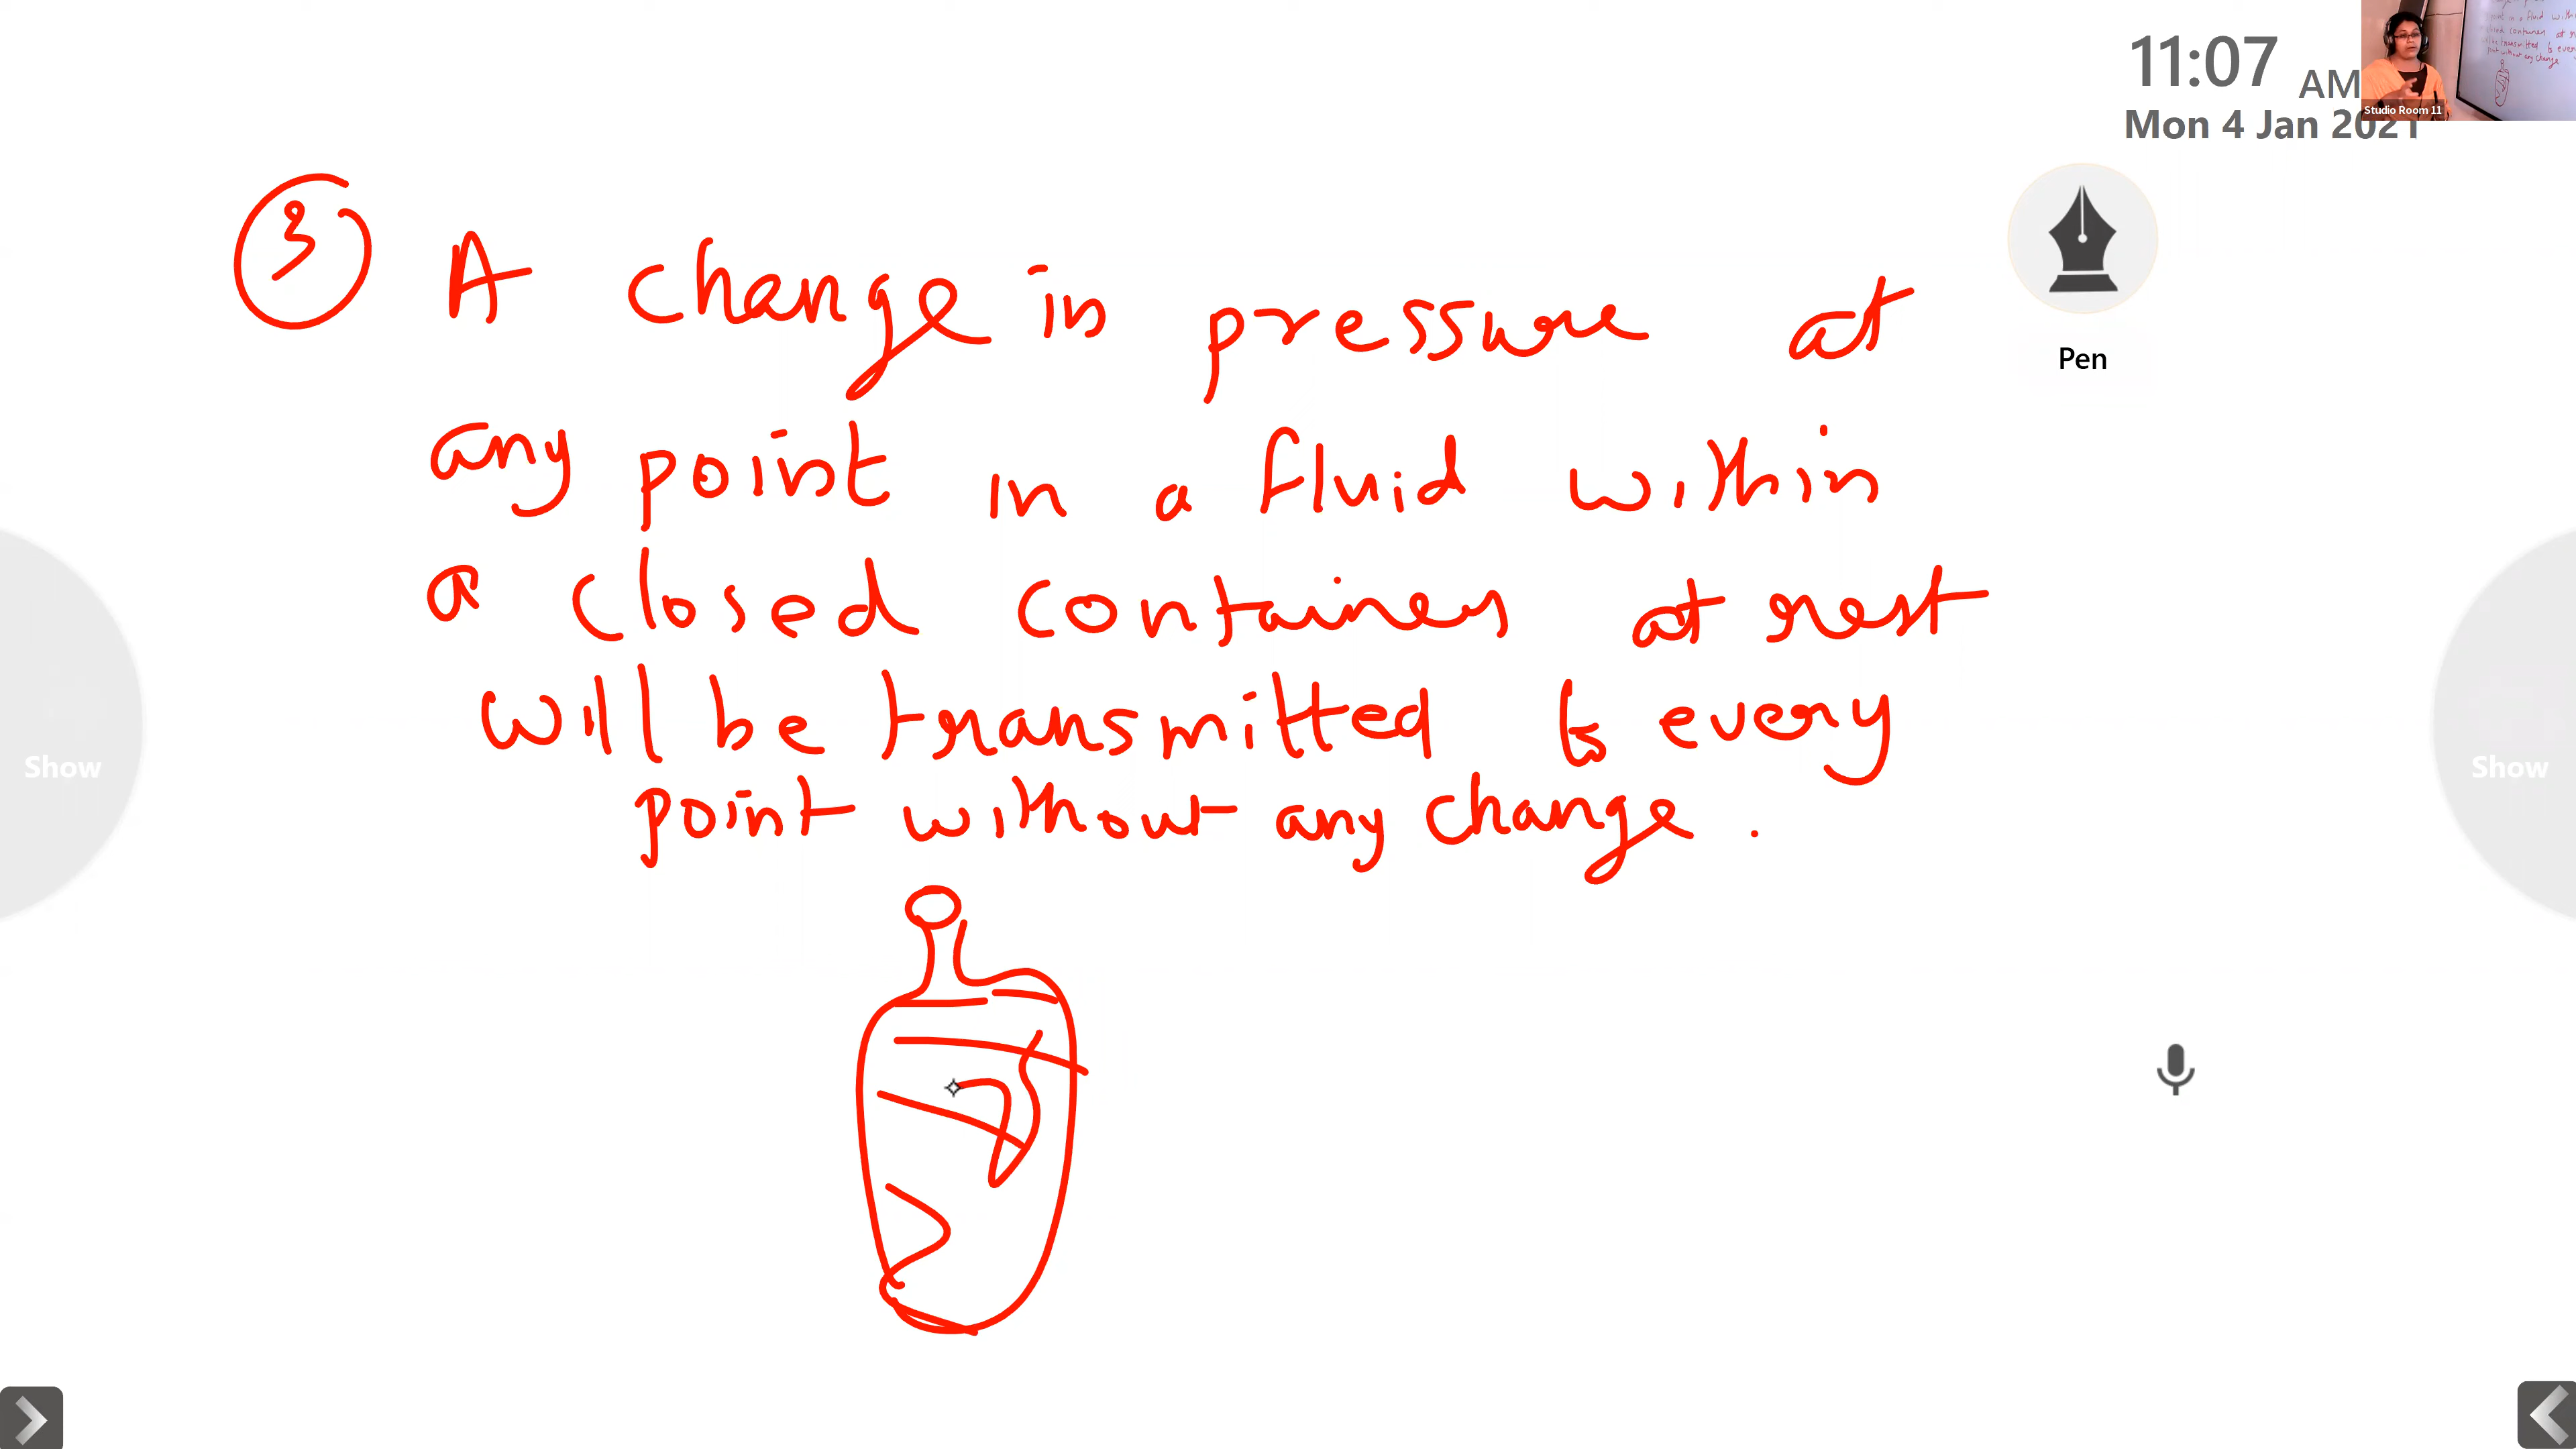 11:07 AM
Mon 4 Jan 2021
Studio Room 11
3
A change in pressure at
any point in a fluid within
a closed container at rest
will be transmitted to every
point without any change.
Pen
Show
Show